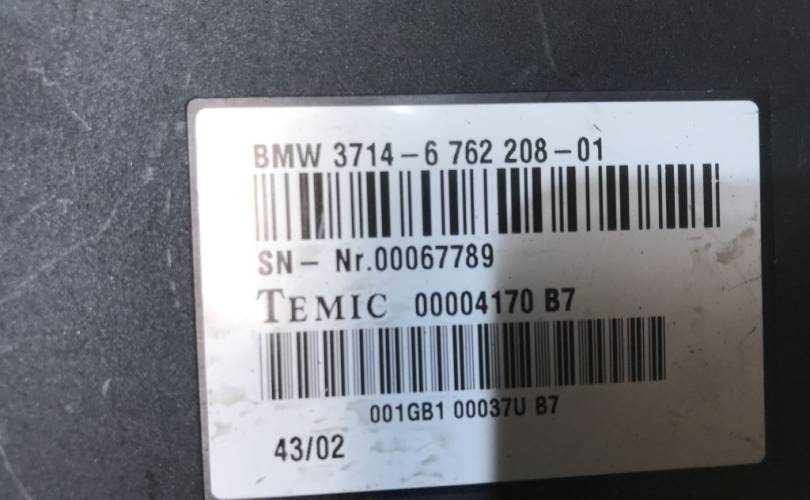 BMW 3714-6 762 208-01
SN- Nr.00067789
TEMIC 00004170 B7
001GB1 00037U B7
43/02